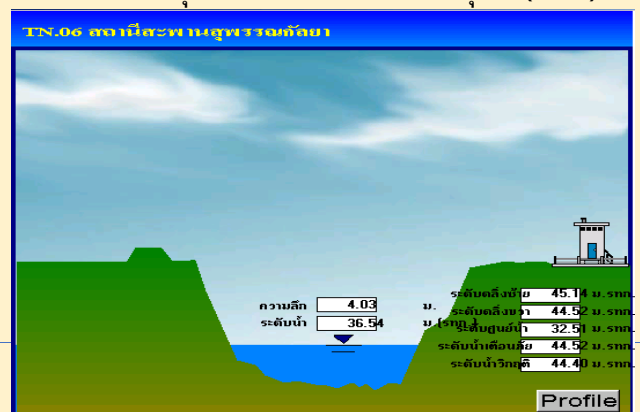 TN.06 สถานีสะพานสุพรรณกัลยา
ความลึก 4.03 ม.
ระดับน้ำ 36.54 ม (รทก.)
ระดับตลิ่งซ้าย 45.14 ม.รทก.
ระดับตลิ่งขวา 44.52 ม.รทก.
ระดับศูนย์น้ำ 32.51 ม.รทก.
ระดับน้ำเตือนภัย 44.52 ม.รทก.
ระดับน้ำวิกฤติ 44.40 ม.รทก.
Profile